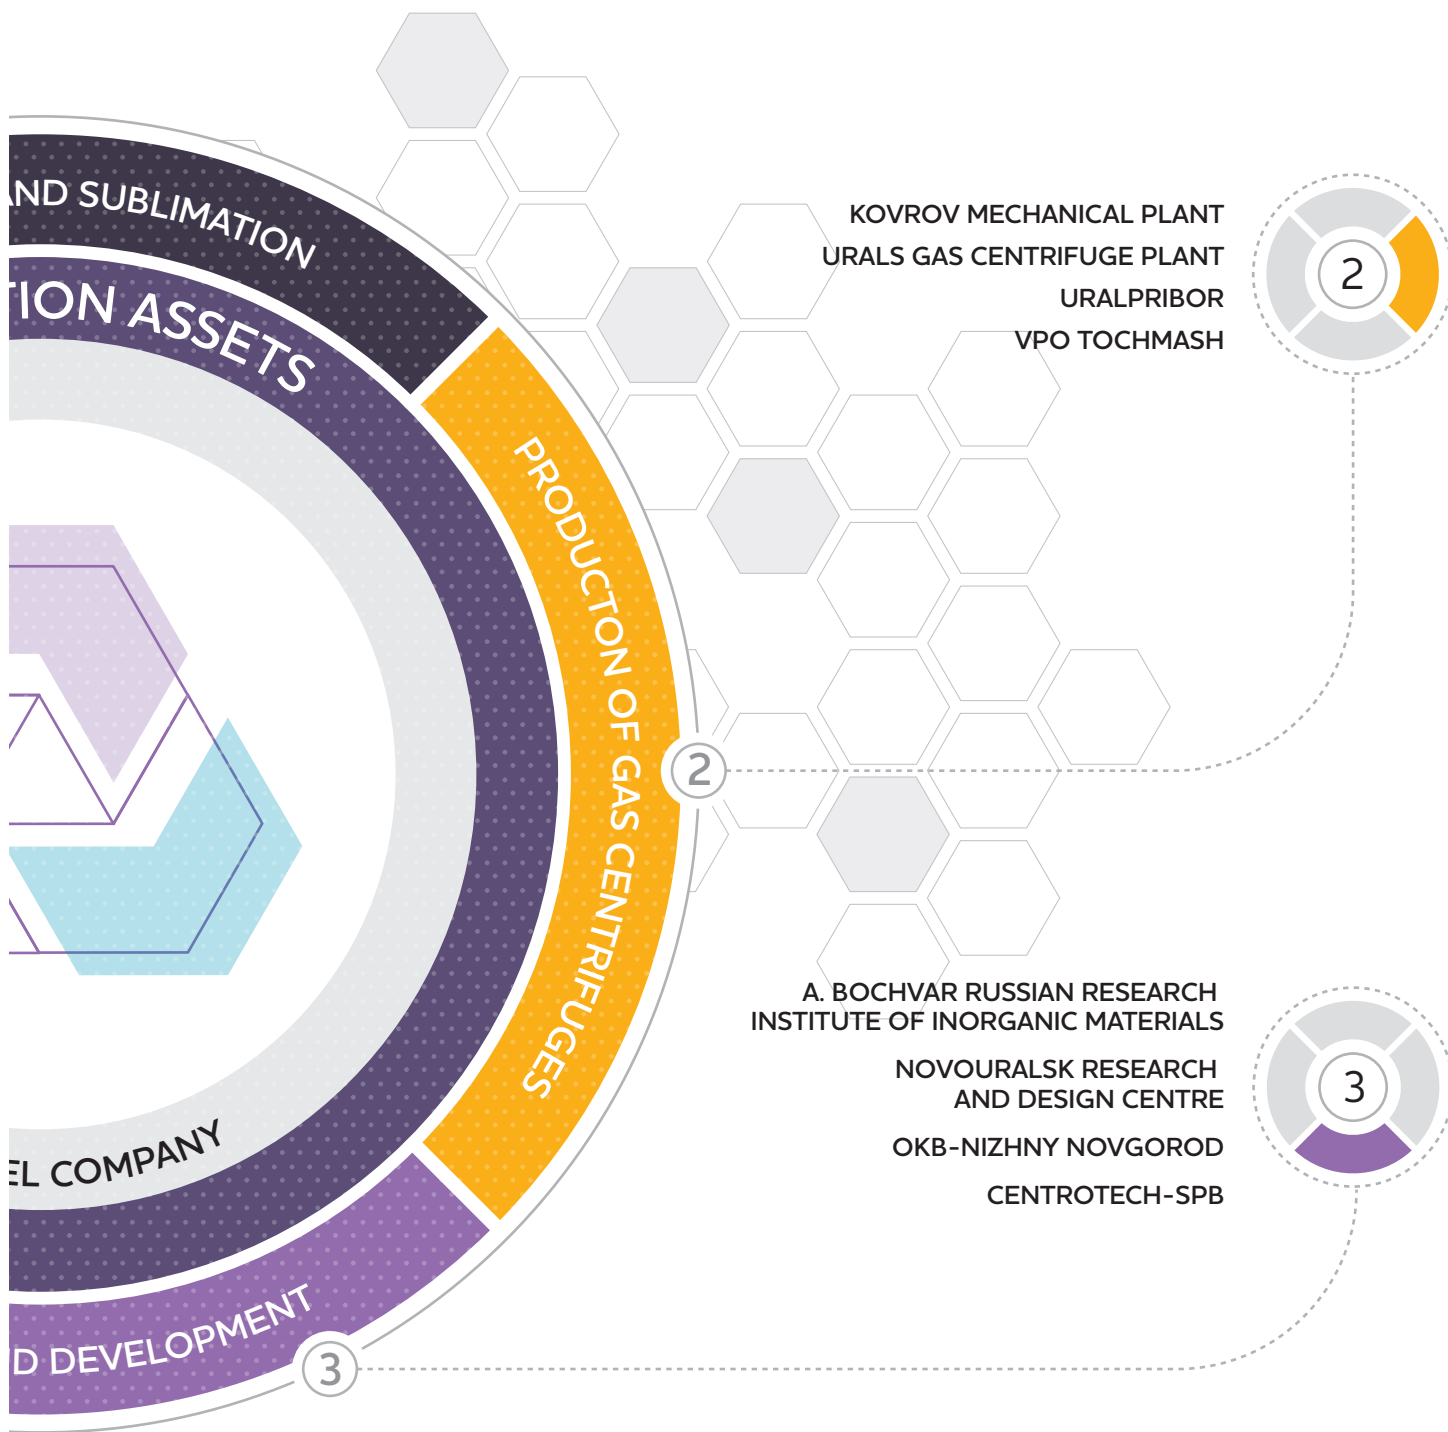 AND SUBLIMATION
TION ASSETS
PRODUCTON OF GAS CENTRIFUGES
EL COMPANY
D DEVELOPMENT
2
3
KOVROV MECHANICAL PLANT
URALS GAS CENTRIFUGE PLANT
URALPRIBOR
VPO TOCHMASH
2
A. BOCHVAR RUSSIAN RESEARCH
INSTITUTE OF INORGANIC MATERIALS
NOVOURALSK RESEARCH
AND DESIGN CENTRE
OKB-NIZHNY NOVGOROD
CENTROTECH-SPB
3